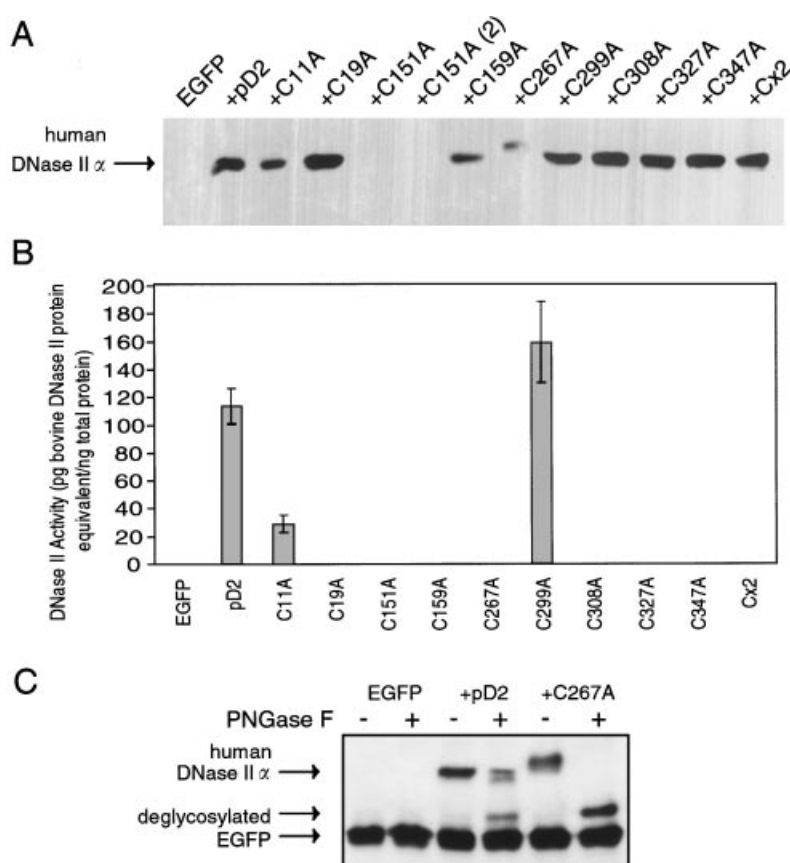 A
EGFP
+pD2
+C11A
+C19A
+C151A
+C151A (2)
+C159A
+C267A
+C299A
+C308A
+C327A
+C347A
+Cx2
human
DNase II α
B
DNase II Activity (pg bovine DNase II protein
equivalent/ng total protein)
200
180
160
140
120
100
80
60
40
20
0
EGFP
pD2
C11A
C19A
C151A
C159A
C267A
C299A
C308A
C327A
C347A
Cx2
C
EGFP +pD2 +C267A
PNGase F - + - + - +
human
DNase II α
deglycosylated
EGFP